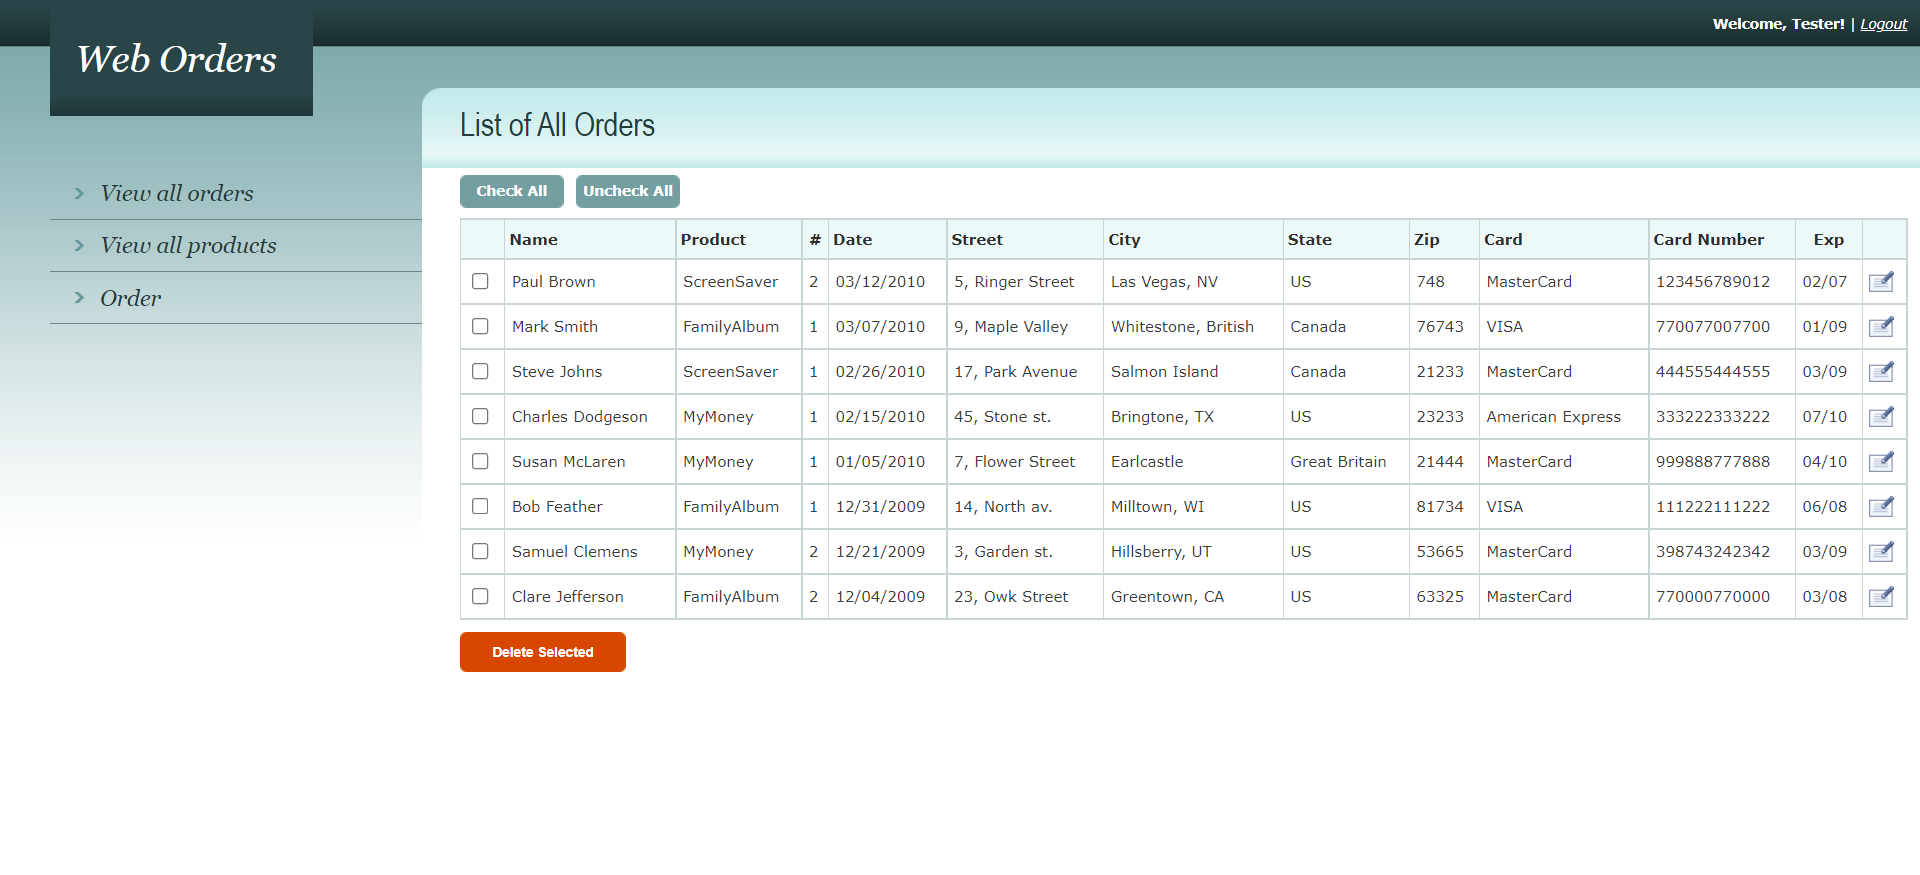 Welcome, Tester! | Logout
Web Orders
List of All Orders
View all orders
View all products
Order
Check All Uncheck All
Name Product # Date Street City State Zip Card Card Number Exp
Paul Brown ScreenSaver 2 03/12/2010 5, Ringer Street Las Vegas, NV US 748 MasterCard 123456789012 02/07
Mark Smith FamilyAlbum 1 03/07/2010 9, Maple Valley Whitestone, British Canada 76743 VISA 770077007700 01/09
Steve Johns ScreenSaver 1 02/26/2010 17, Park Avenue Salmon Island Canada 21233 MasterCard 444555444555 03/09
Charles Dodgeson MyMoney 1 02/15/2010 45, Stone st. Bringtone, TX US 23233 American Express 333222333222 07/10
Susan McLaren MyMoney 1 01/05/2010 7, Flower Street Earlcastle Great Britain 21444 MasterCard 999888777888 04/10
Bob Feather FamilyAlbum 1 12/31/2009 14, North av. Milltown, WI US 81734 VISA 111222111222 06/08
Samuel Clemens MyMoney 2 12/21/2009 3, Garden st. Hillsberry, UT US 53665 MasterCard 398743242342 03/09
Clare Jefferson FamilyAlbum 2 12/04/2009 23, Owk Street Greentown, CA US 63325 MasterCard 770000770000 03/08
Delete Selected